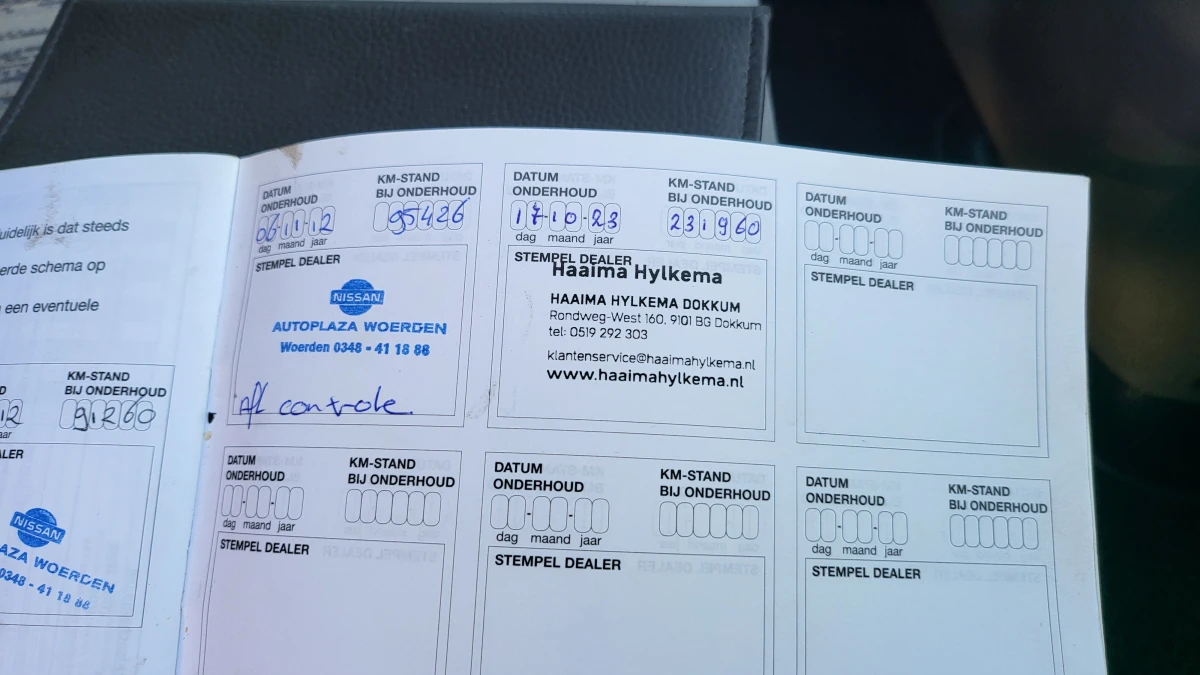 uidelijk is dat steeds
erde schema op
een eventuele
KM-STAND
BIJ ONDERHOUD
12
91260
jaar
NISSAN
AZA WOERDEN
0348 - 41 18 88
DATUM
ONDERHOUD
KM-STAND
BIJ ONDERHOUD
06-11-12
95426
dag maand jaar
STEMPEL DEALER
NISSAN
AUTOPLAZA WOERDEN
Woerden 0348 - 41 18 88
Afl controle
DATUM
ONDERHOUD
KM-STAND
BIJ ONDERHOUD
17-10-23
231960
dag maand jaar
STEMPEL DEALER
Haaima Hylkema
HAAIMA HYLKEMA DOKKUM
Rondweg-West 160, 9101 BG Dokkum
tel: 0519 292 303
klantenservice@haaimahylkema.nl
www.haaimahylkema.nl
DATUM
ONDERHOUD
KM-STAND
BIJ ONDERHOUD
dag maand jaar
STEMPEL DEALER
DATUM
ONDERHOUD
KM-STAND
BIJ ONDERHOUD
dag maand jaar
STEMPEL DEALER
DATUM
ONDERHOUD
KM-STAND
BIJ ONDERHOUD
dag maand jaar
STEMPEL DEALER
DATUM
ONDERHOUD
KM-STAND
BIJ ONDERHOUD
dag maand jaar
STEMPEL DEALER